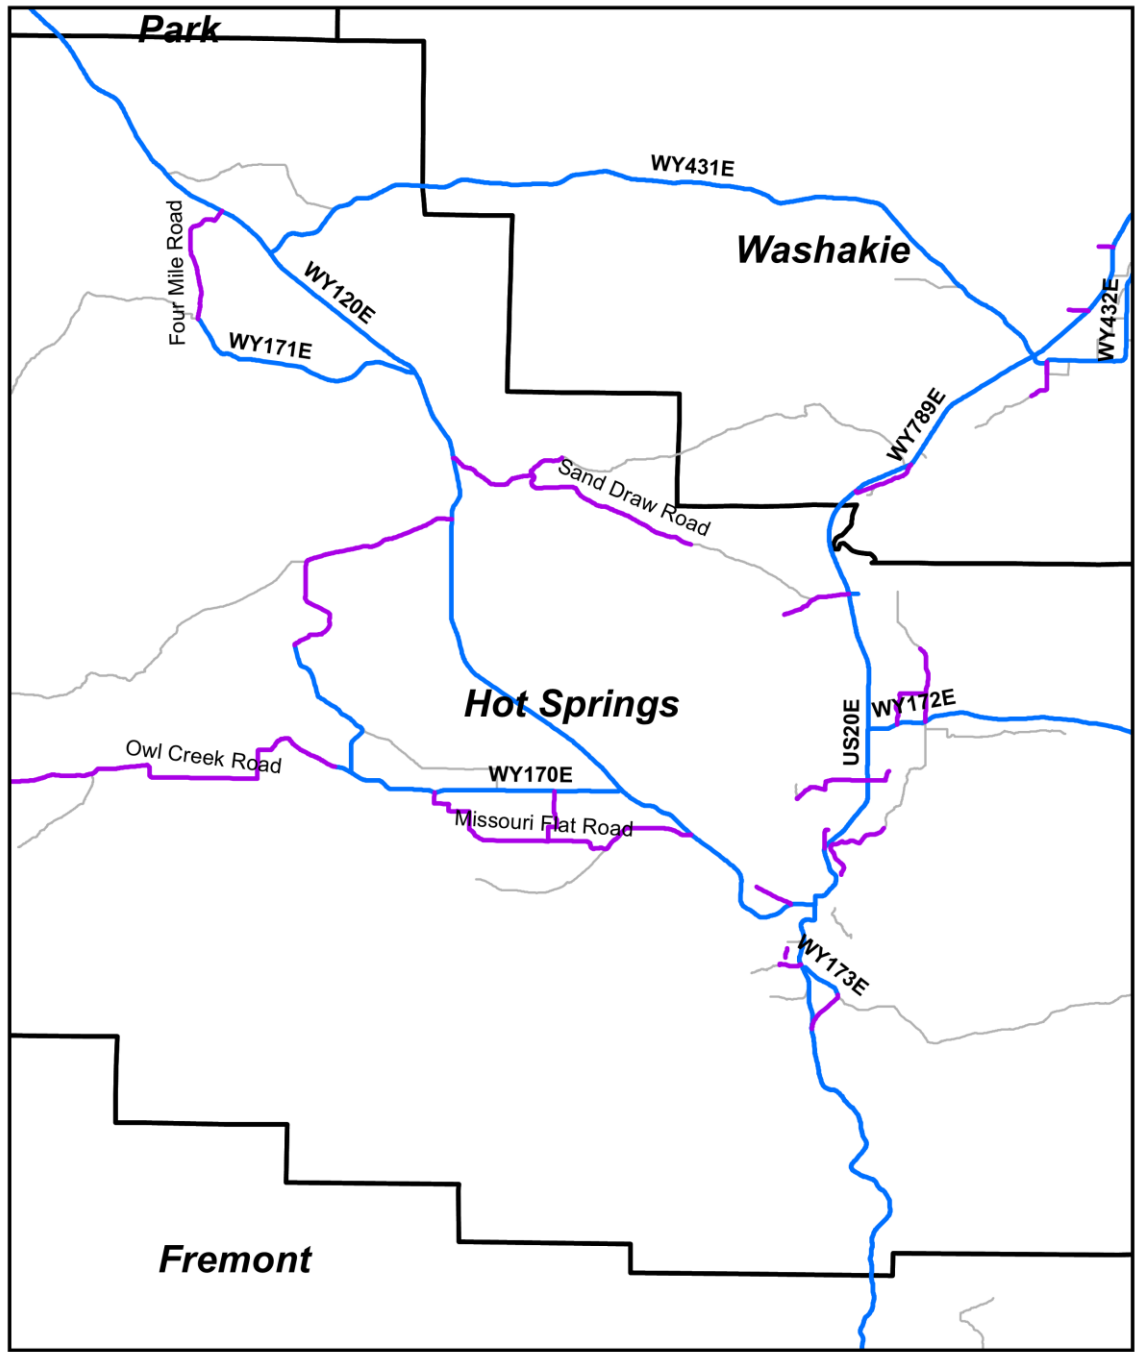 Park
WY431E
Four Mile Road
Washakie
WY120E
WY432E
WY171E
WY789E
Sand Draw Road
Hot Springs
WY172E
US20E
Owl Creek Road
WY170E
Missouri Flat Road
WY173E
Fremont